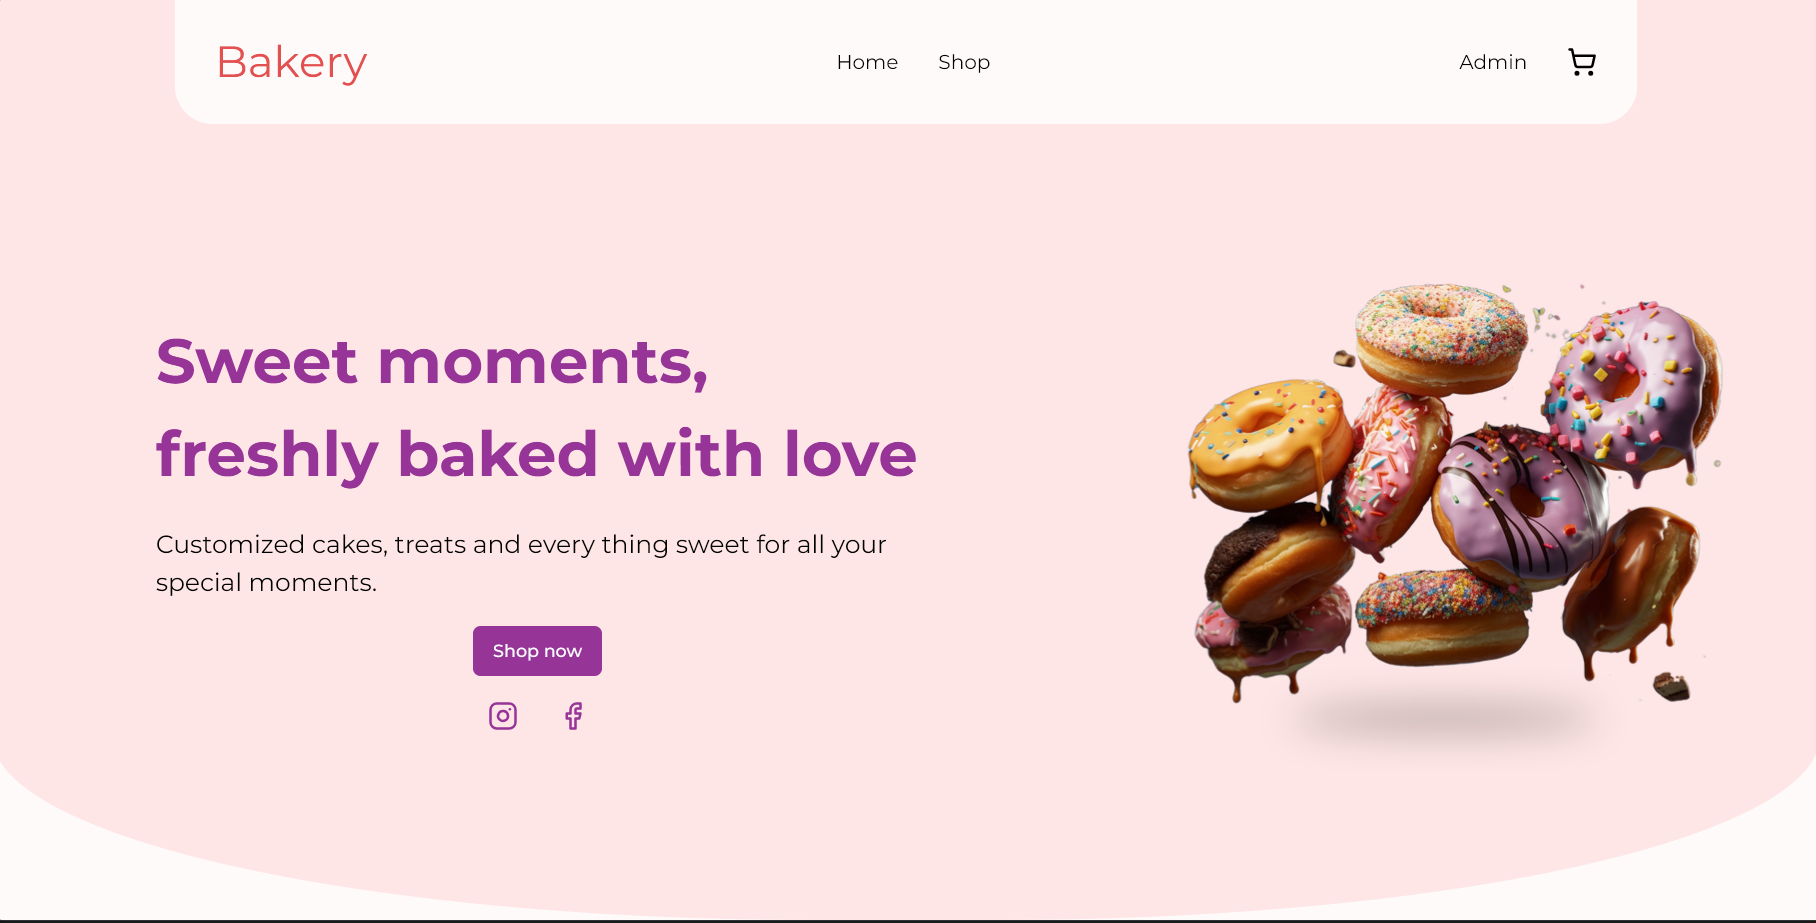 Bakery
Home
Shop
Admin
Sweet moments,
freshly baked with love
Customized cakes, treats and every thing sweet for all your
special moments.
Shop now